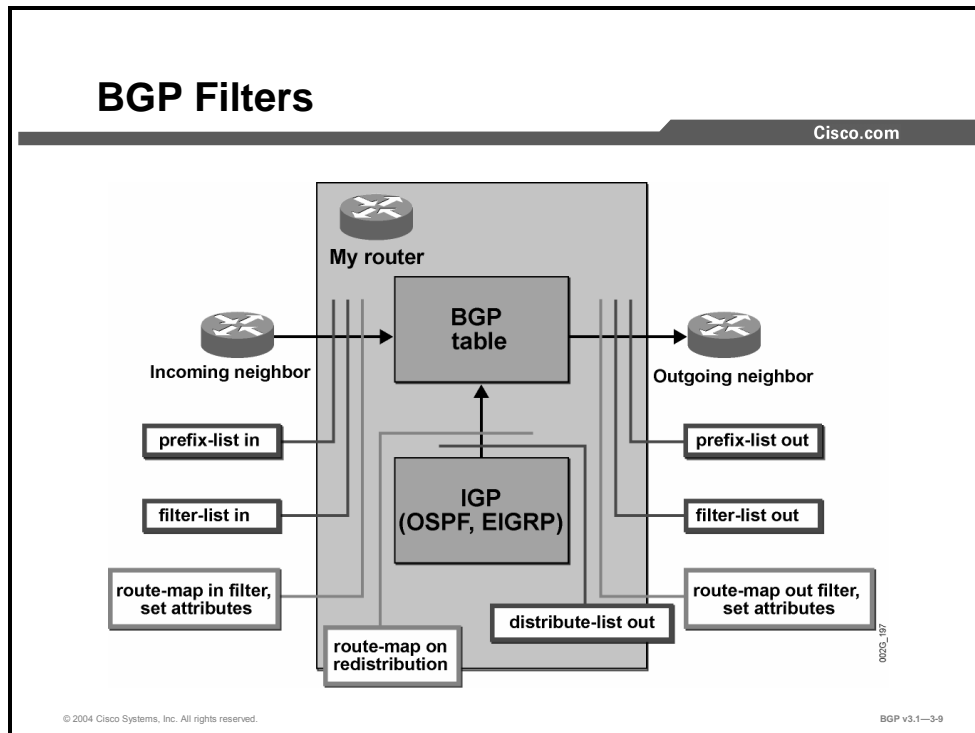 BGP Filters
Cisco.com
My router
BGP
table
Incoming neighbor
Outgoing neighbor
prefix-list in
prefix-list out
filter-list in
IGP
(OSPF, EIGRP)
filter-list out
route-map in filter,
set attributes
route-map out filter,
set attributes
distribute-list out
route-map on
redistribution
002G_197
© 2004 Cisco Systems, Inc. All rights reserved.
BGP v3.1—3-9